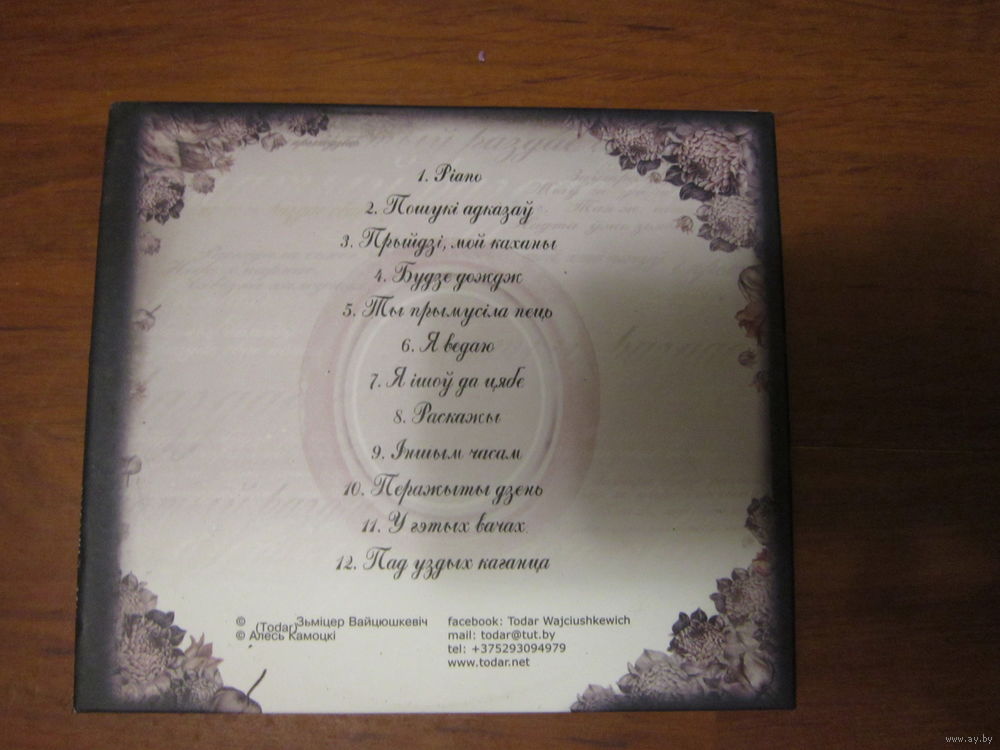 1. Piano
2. Пошукі адказаў
3. Прыйдзі, мой каханы
4. Будзе дождж
5. Ты прымусіла пець
6. Я ведаю
7. Я ішоў да цябе
8. Раскажы
9. Іншым часам
10. Перажыты дзень
11. У гэтых вачах
12. Пад уздых каганца
© (Todar) Зьміцер Вайцюшкевіч
© Алесь Камоцкі
facebook: Todar Wajciushkewich
mail: todar@tut.by
tel: +375293094979
www.todar.net
www.ay.by